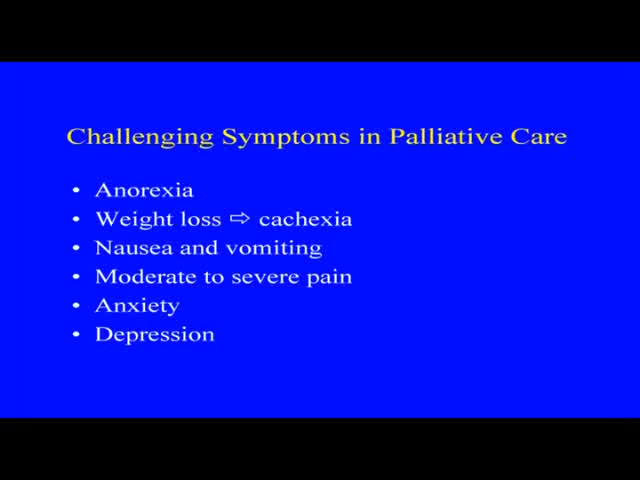 Challenging Symptoms in Palliative Care
• Anorexia
• Weight loss ⇨ cachexia
• Nausea and vomiting
• Moderate to severe pain
• Anxiety
• Depression